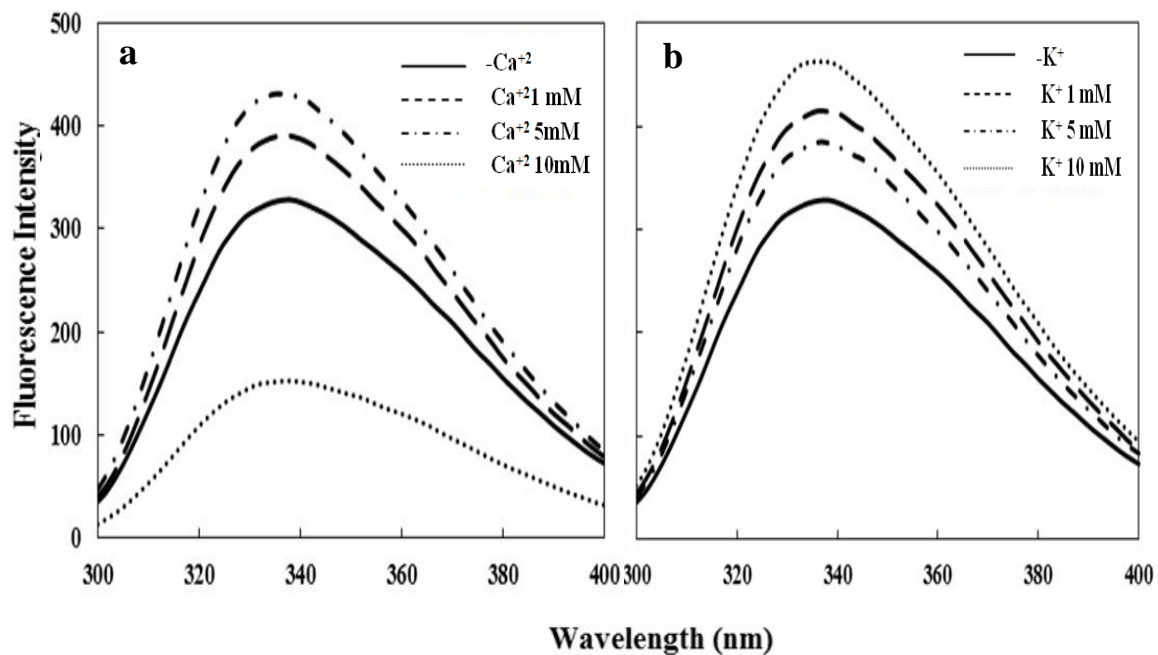 500
400
300
200
100
0
Fluorescence Intensity
a
-Ca⁺²
Ca⁺² 1 mM
Ca⁺² 5mM
Ca⁺² 10mM
b
-K⁺
K⁺ 1 mM
K⁺ 5 mM
K⁺ 10 mM
300 320 340 360 380 400 300 320 340 360 380 400
Wavelength (nm)